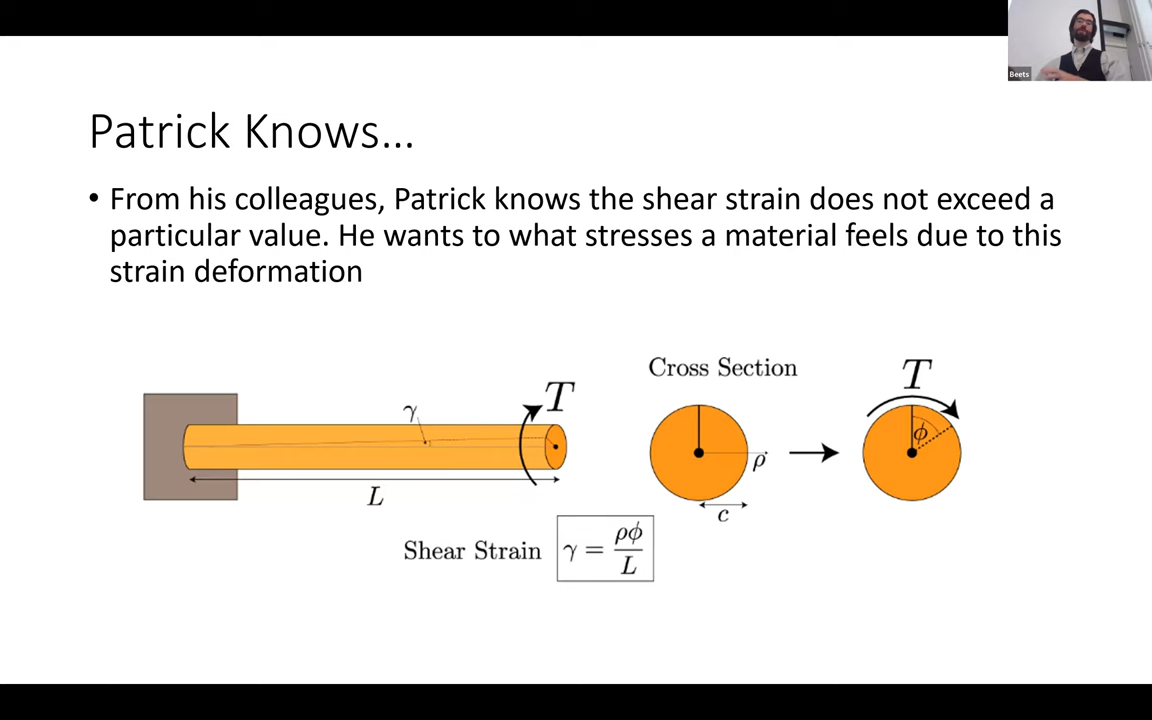 Beets
Patrick Knows...
• From his colleagues, Patrick knows the shear strain does not exceed a
particular value. He wants to what stresses a material feels due to this
strain deformation
Cross Section
T
γ
T
ϕ
ρ
L
c
Shear Strain γ = ρϕ/L